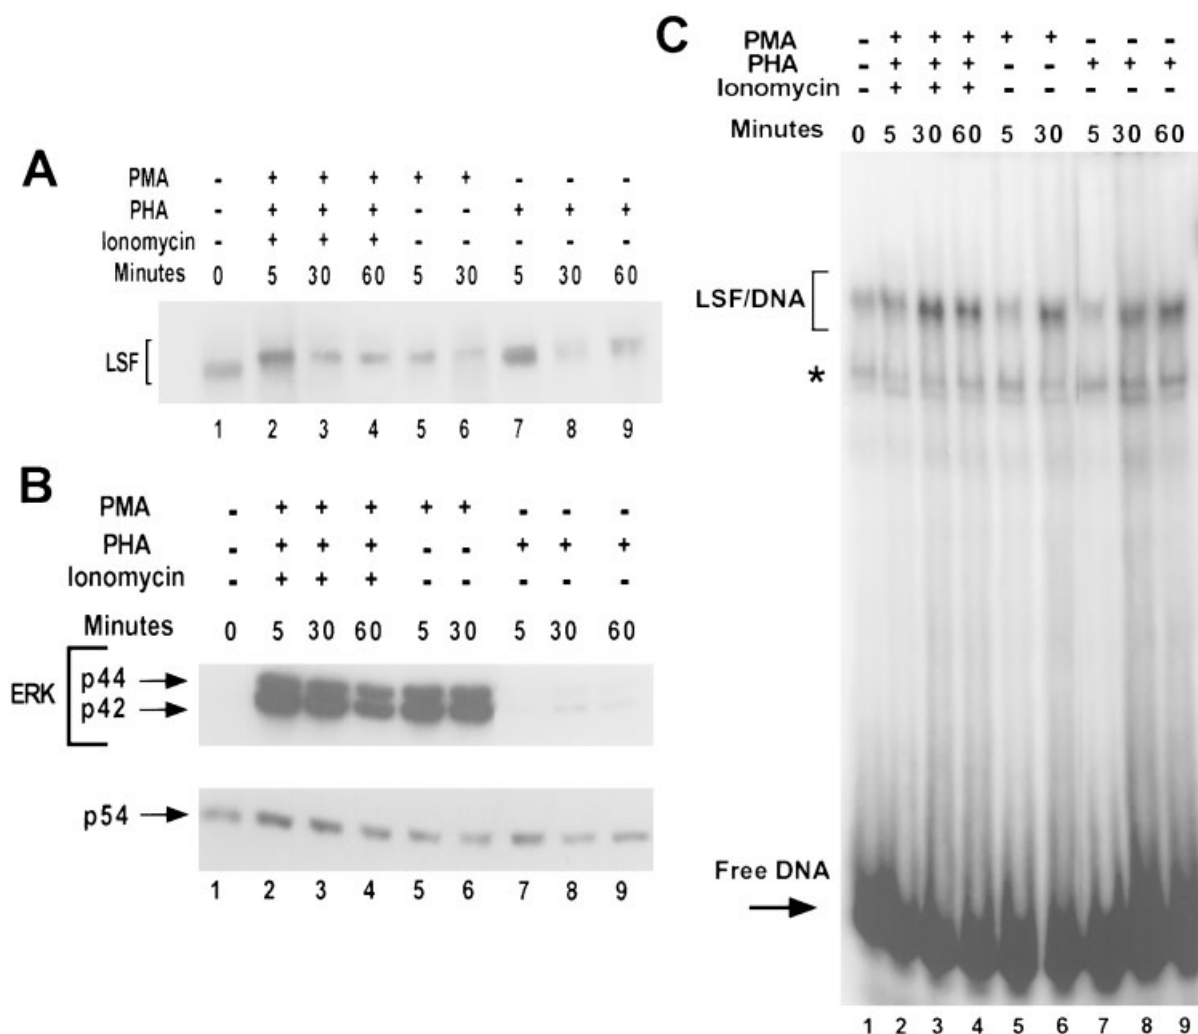 A
PMA - + + + + + - - -
PHA - + + + - - + + +
Ionomycin - + + + - - - - -
Minutes 0 5 30 60 5 30 5 30 60
LSF
1 2 3 4 5 6 7 8 9
B
PMA - + + + + + - - -
PHA - + + + - - + + +
Ionomycin - + + + - - - - -
Minutes 0 5 30 60 5 30 5 30 60
ERK
p44
p42
p54
1 2 3 4 5 6 7 8 9
C
PMA - + + + + + - - -
PHA - + + + - - + + +
Ionomycin - + + + - - - - -
Minutes 0 5 30 60 5 30 5 30 60
LSF/DNA
*
Free DNA
1 2 3 4 5 6 7 8 9